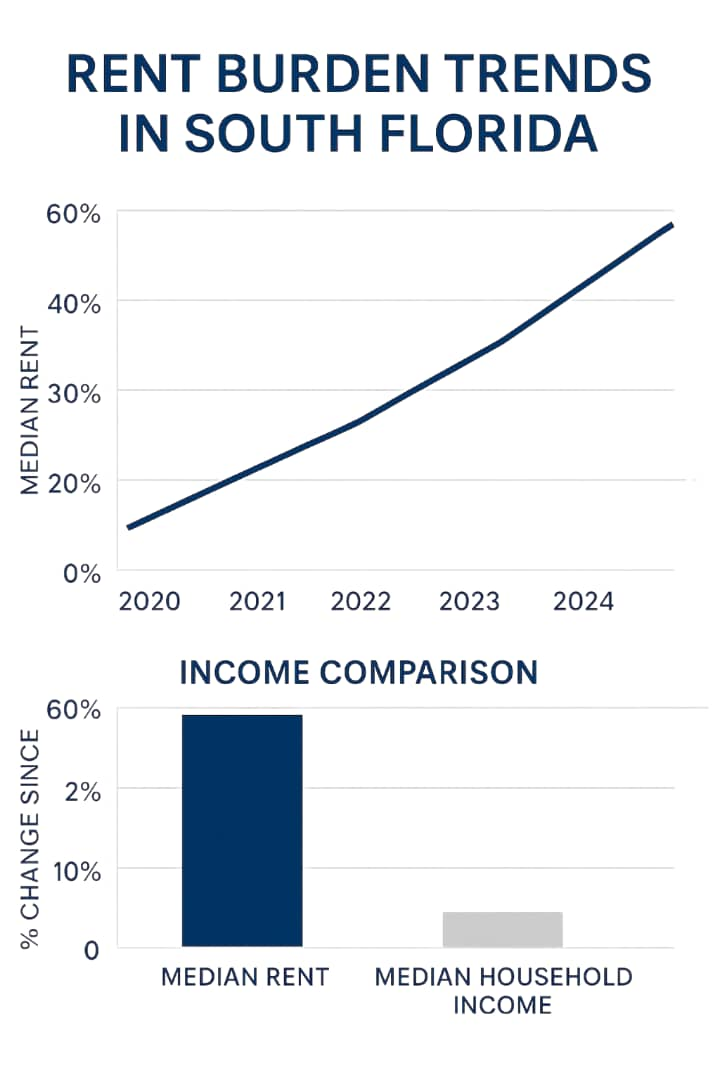 RENT BURDEN TRENDS
IN SOUTH FLORIDA
60%
40%
30%
20%
0%
MEDIAN RENT
2020 2021 2022 2023 2024
INCOME COMPARISON
60%
2%
10%
0
% CHANGE SINCE
MEDIAN RENT
MEDIAN HOUSEHOLD
INCOME